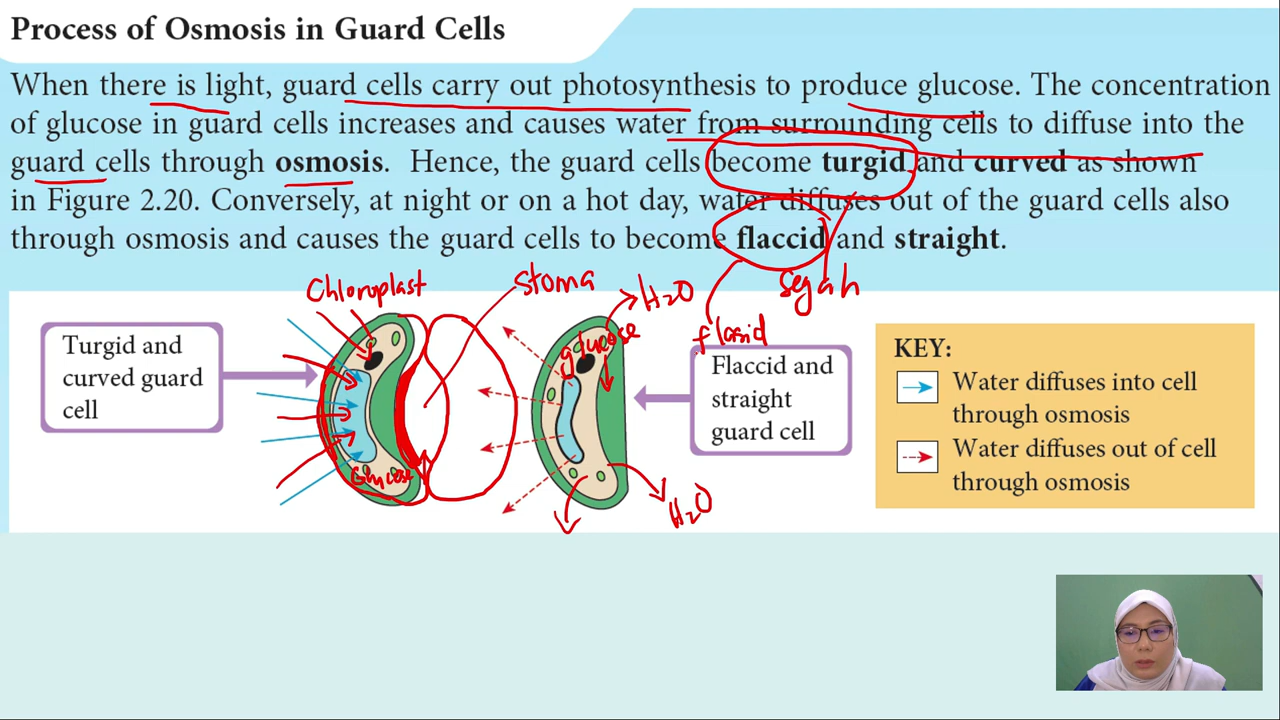 Process of Osmosis in Guard Cells
When there is light, guard cells carry out photosynthesis to produce glucose. The concentration
of glucose in guard cells increases and causes water from surrounding cells to diffuse into the
guard cells through osmosis. Hence, the guard cells become turgid and curved as shown
in Figure 2.20. Conversely, at night or on a hot day, water diffuses out of the guard cells also
through osmosis and causes the guard cells to become flaccid and straight.
Chloroplast
Stoma
H2O
segah
flasid
glucose
Turgid and
curved guard
cell
Glucose
H2O
Flaccid and
straight
guard cell
KEY:
Water diffuses into cell
through osmosis
Water diffuses out of cell
through osmosis